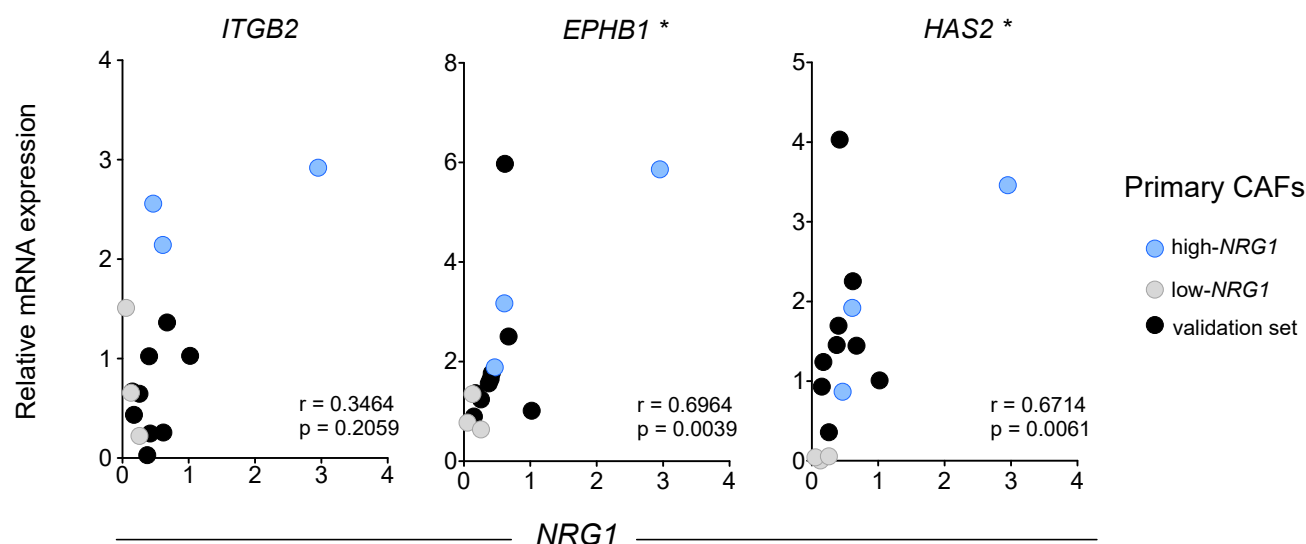 ITGB2
EPHB1 *
HAS2 *
Relative mRNA expression
4
3
2
1
0
0 1 2 3 4
r = 0.3464
p = 0.2059
8
6
4
2
0
0 1 2 3 4
r = 0.6964
p = 0.0039
5
4
3
2
1
0
0 1 2 3 4
r = 0.6714
p = 0.0061
NRG1
Primary CAFs
high-NRG1
low-NRG1
validation set